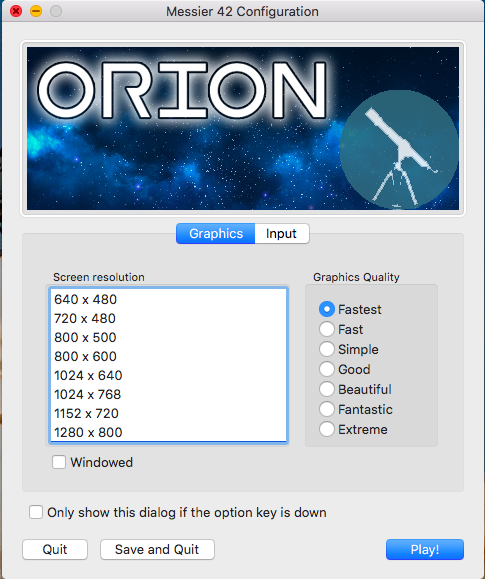 Messier 42 Configuration
ORION
Graphics Input
Screen resolution
640 x 480
720 x 480
800 x 500
800 x 600
1024 x 640
1024 x 768
1152 x 720
1280 x 800
Windowed
Graphics Quality
Fastest
Fast
Simple
Good
Beautiful
Fantastic
Extreme
Only show this dialog if the option key is down
Quit Save and Quit Play!